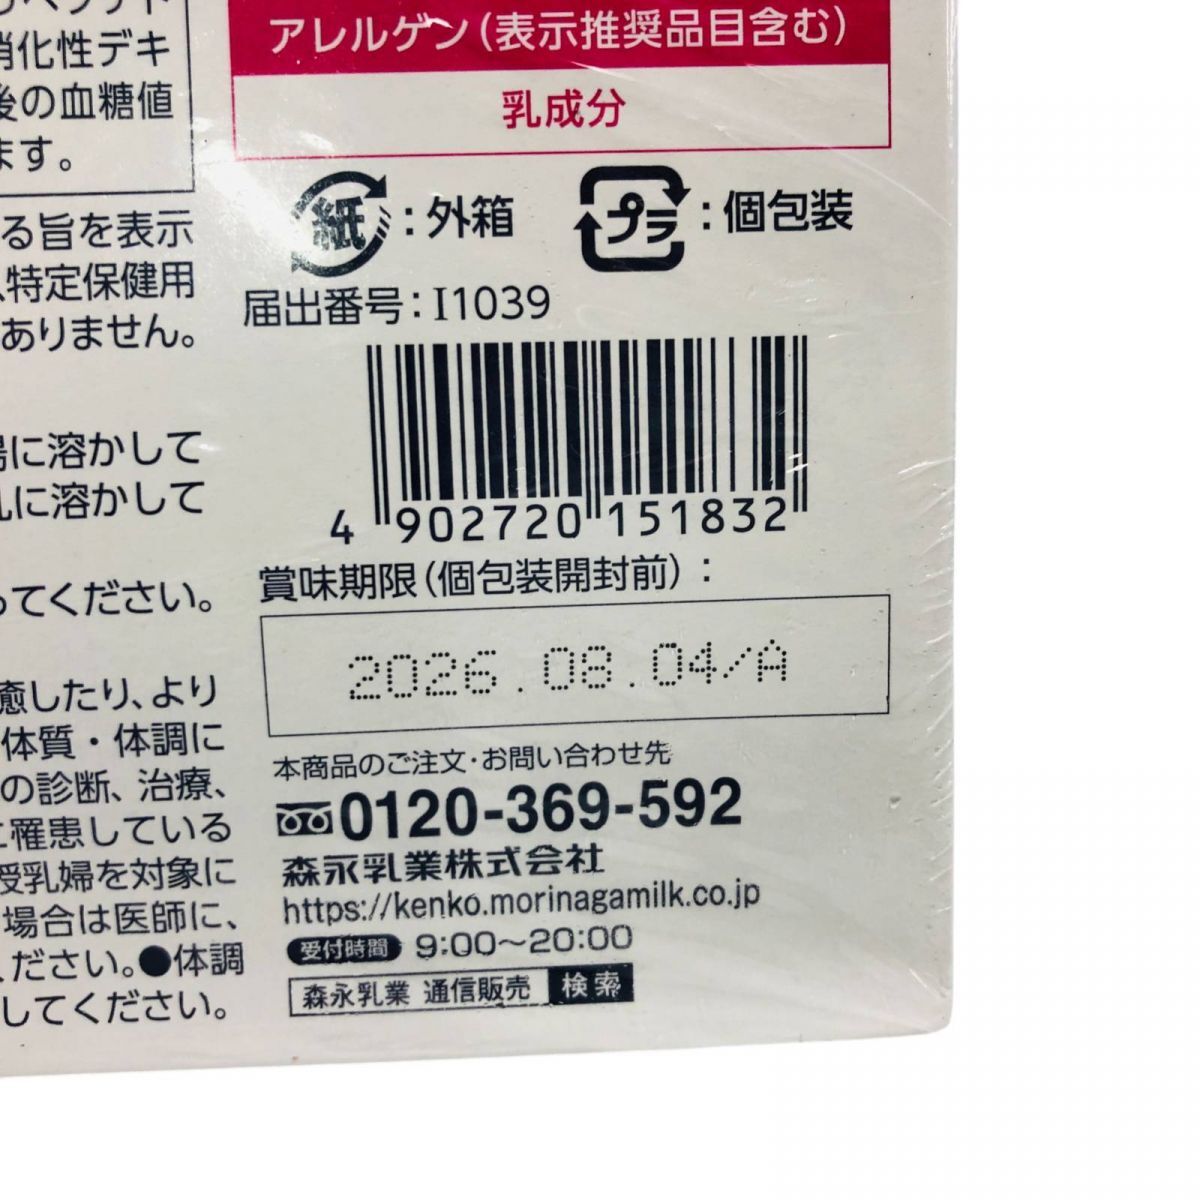 消化性デキ
後の血糖値
ます。
る旨を表示
、特定保健用
ありません。
湯に溶かして
乳に溶かして
ってください。
癒したり、より
体質・体調に
の診断、治療、
に罹患している
授乳婦を対象に
場合は医師に、
ください。●体調
してください。
アレルゲン(表示推奨品目含む)
乳成分
紙:外箱
プラ:個包装
届出番号:I1039
4 902720 151832
賞味期限(個包装開封前):
2026.08.04/A
本商品のご注文・お問い合わせ先
0120-369-592
森永乳業株式会社
https://kenko.morinagamilk.co.jp
受付時間 9:00～20:00
森永乳業 通信販売 検索